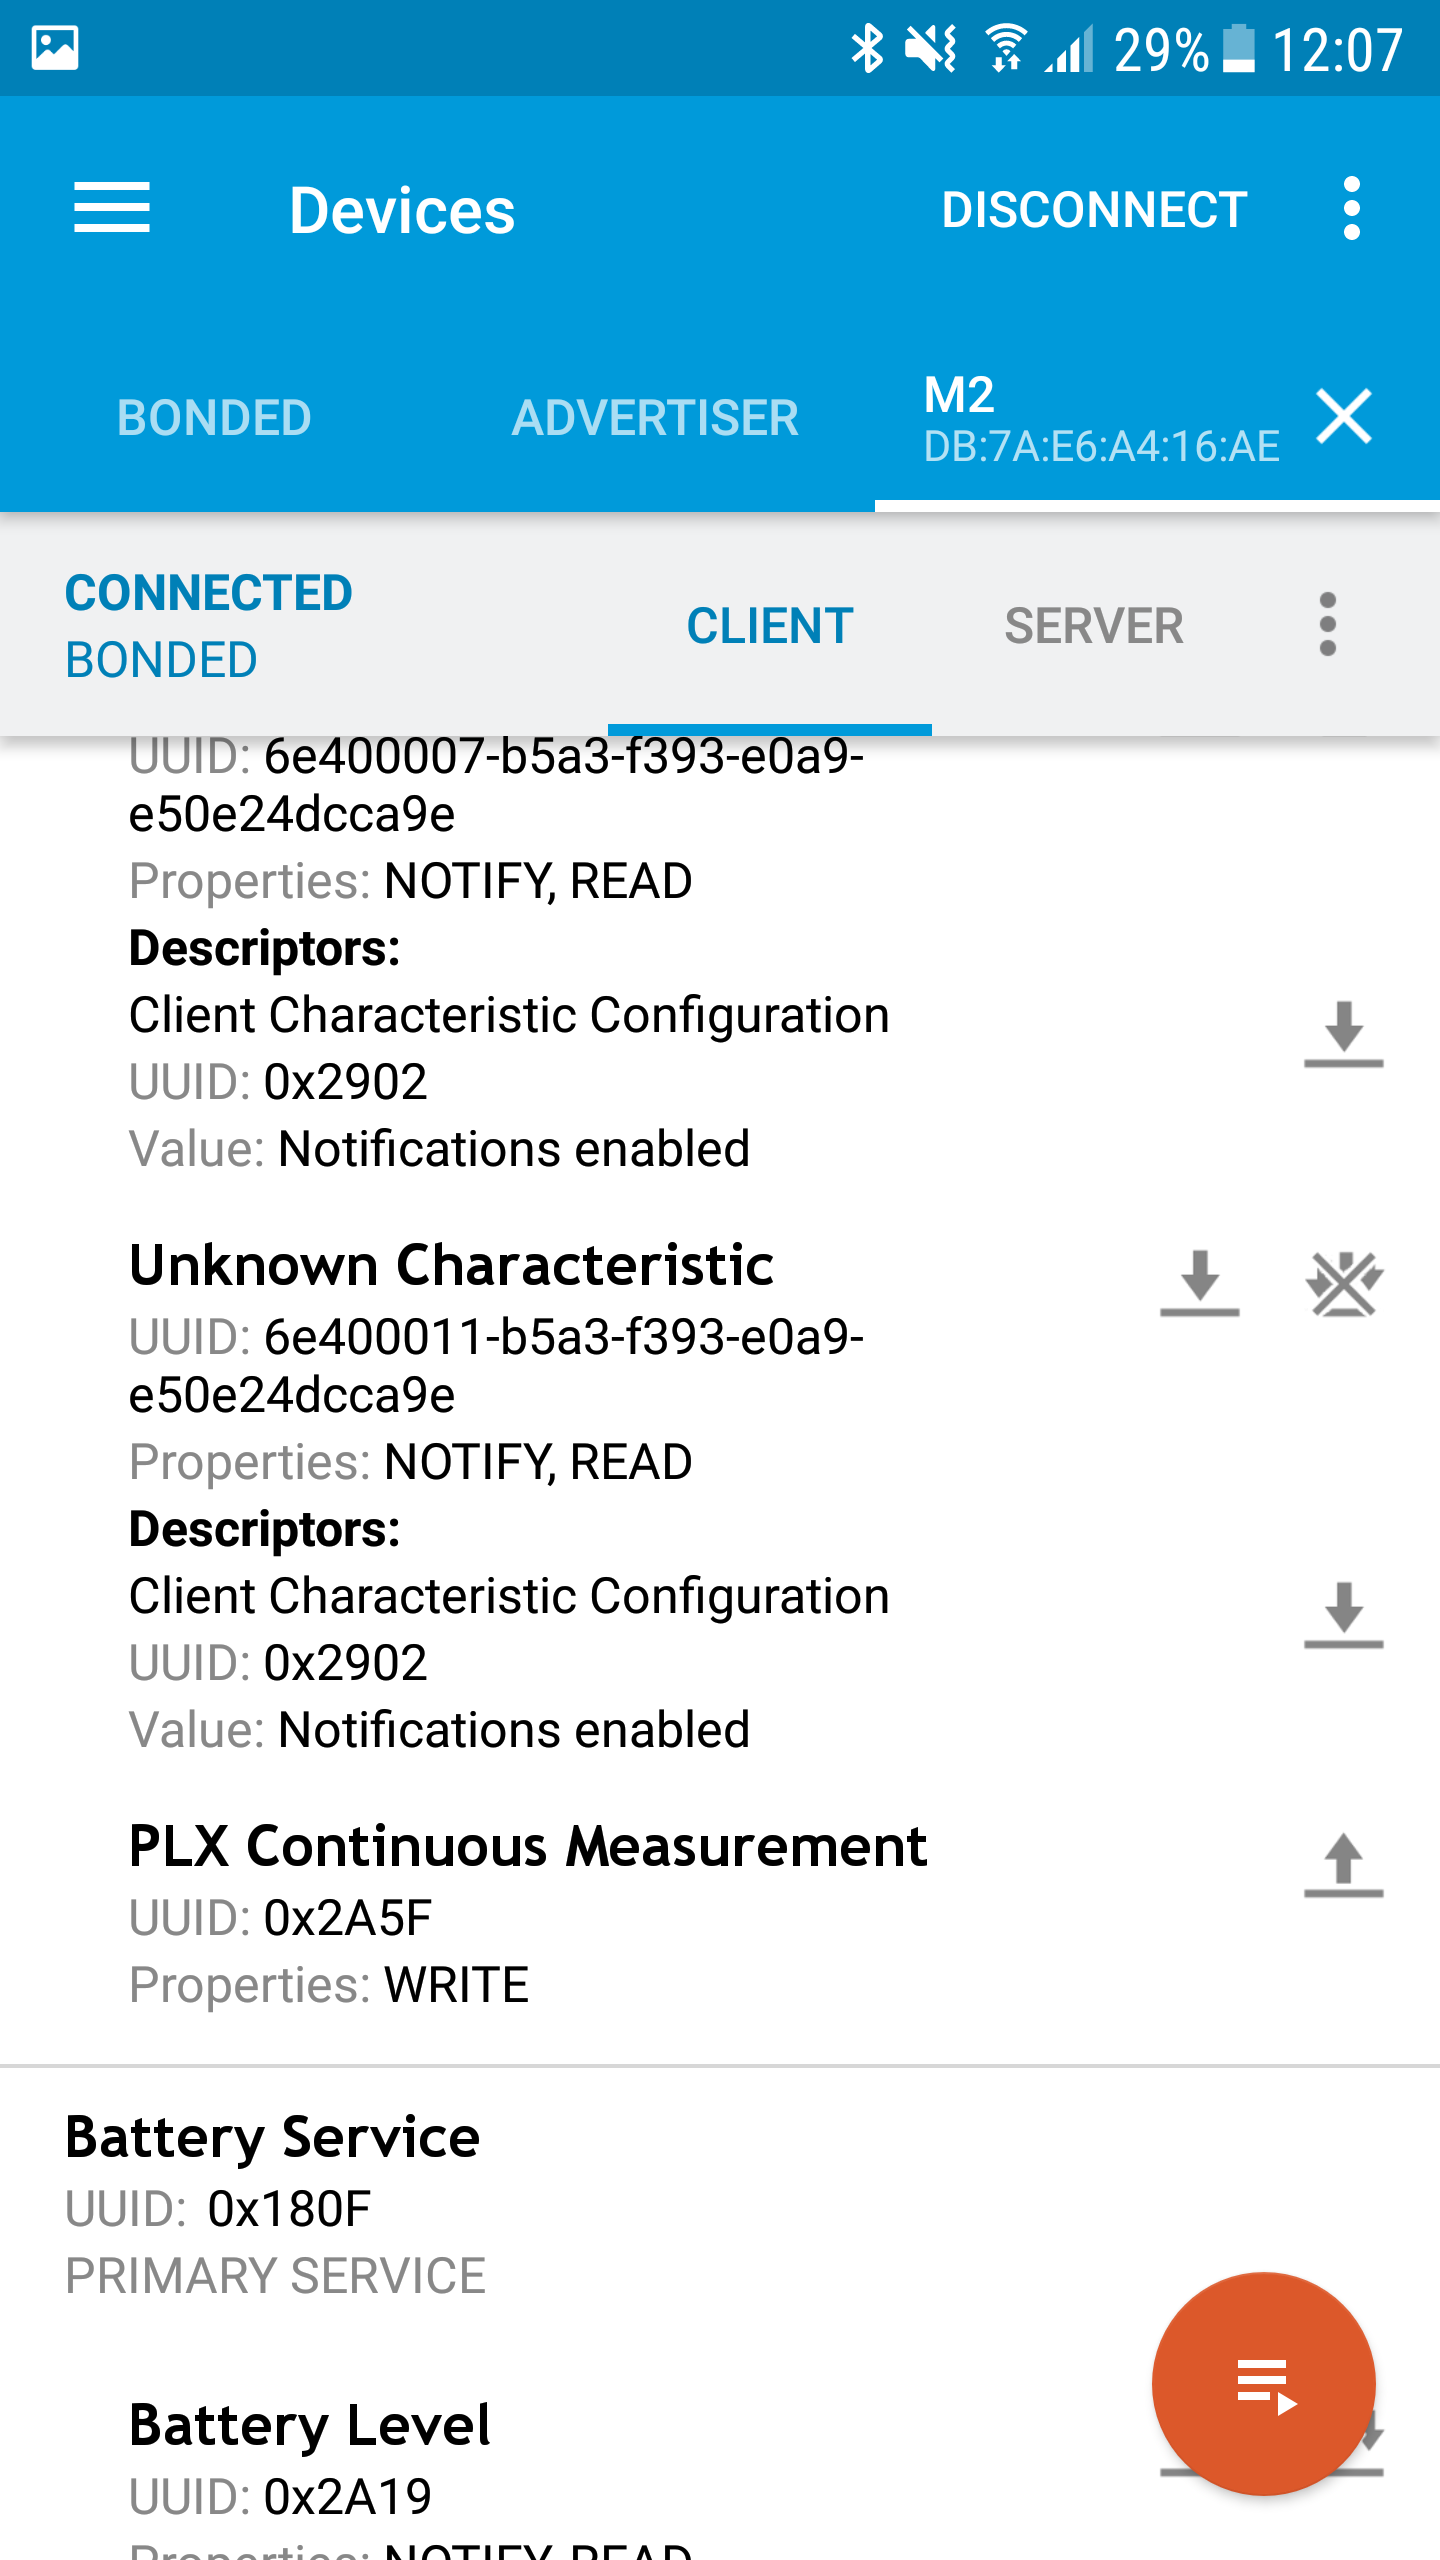 29% 12:07
Devices DISCONNECT
BONDED ADVERTISER M2
DB:7A:E6:A4:16:AE
CONNECTED
BONDED
CLIENT SERVER
UUID: 6e400007-b5a3-f393-e0a9-
e50e24dcca9e
Properties: NOTIFY, READ
Descriptors:
Client Characteristic Configuration
UUID: 0x2902
Value: Notifications enabled
Unknown Characteristic
UUID: 6e400011-b5a3-f393-e0a9-
e50e24dcca9e
Properties: NOTIFY, READ
Descriptors:
Client Characteristic Configuration
UUID: 0x2902
Value: Notifications enabled
PLX Continuous Measurement
UUID: 0x2A5F
Properties: WRITE
Battery Service
UUID: 0x180F
PRIMARY SERVICE
Battery Level
UUID: 0x2A19
Properties: NOTIFY, READ